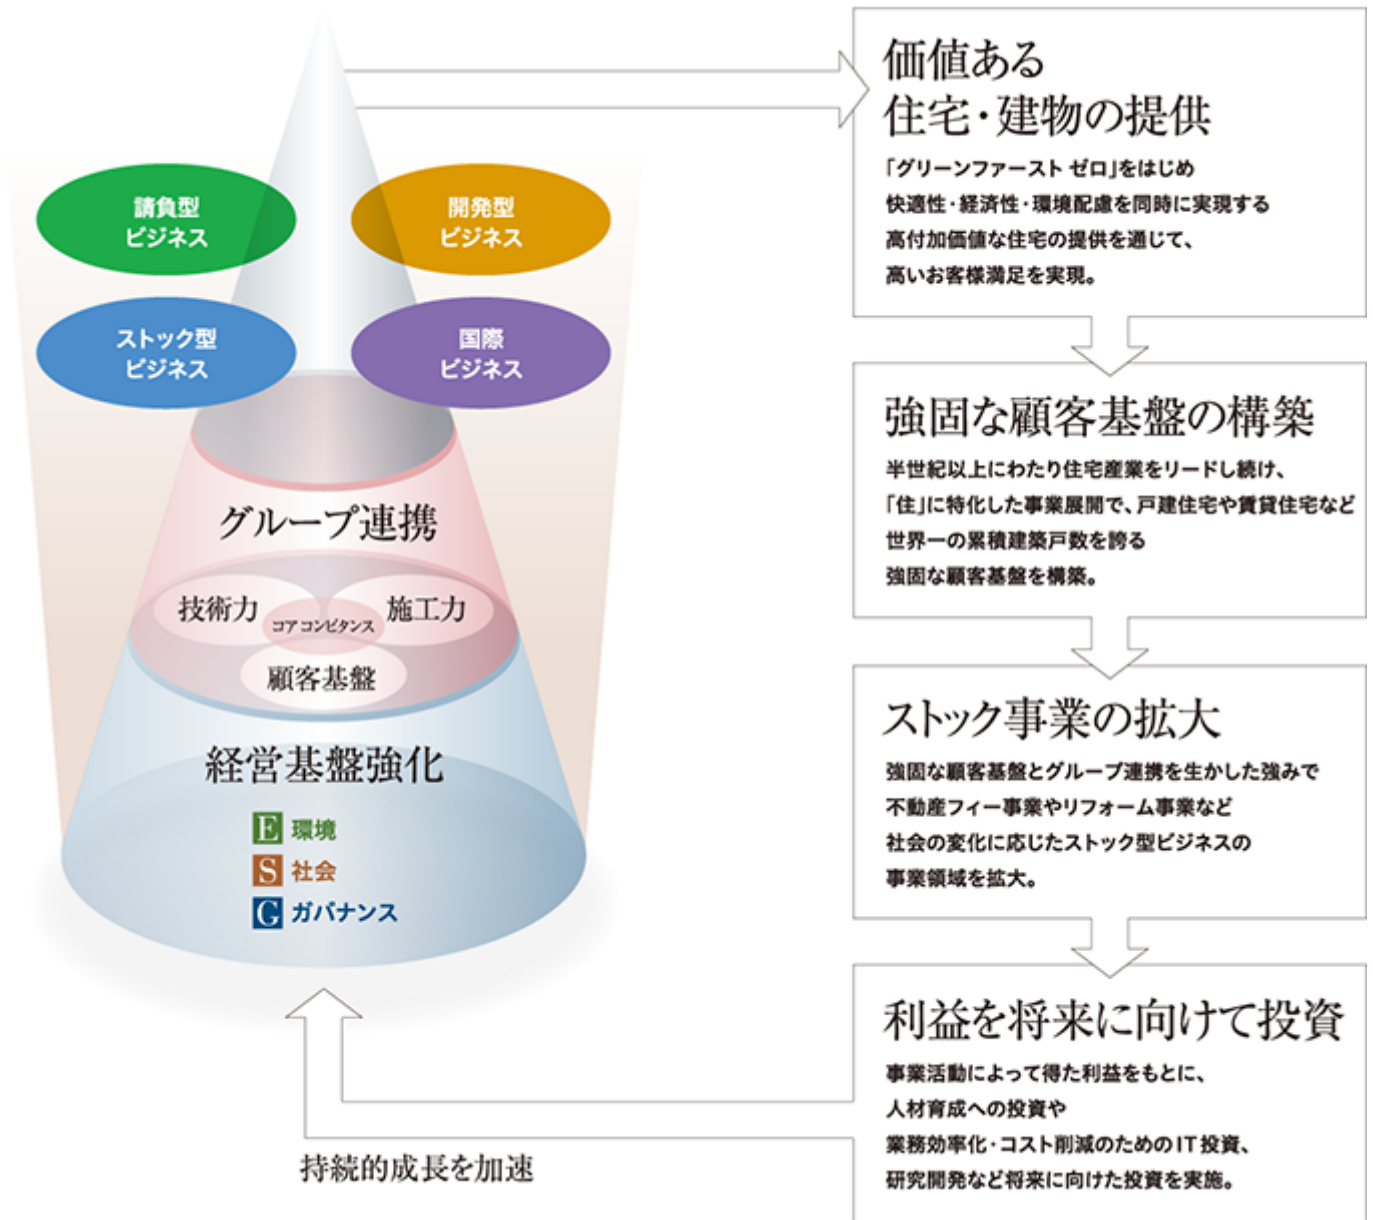 請負型
ビジネス
開発型
ビジネス
ストック型
ビジネス
国際
ビジネス
グループ連携
技術力
施工力
コア コンピタンス
顧客基盤
経営基盤強化
E 環境
S 社会
G ガバナンス
持続的成長を加速
価値ある
住宅・建物の提供
「グリーンファースト ゼロ」をはじめ
快適性・経済性・環境配慮を同時に実現する
高付加価値な住宅の提供を通じて、
高いお客様満足を実現。
強固な顧客基盤の構築
半世紀以上にわたり住宅産業をリードし続け、
「住」に特化した事業展開で、戸建住宅や賃貸住宅など
世界一の累積建築戸数を誇る
強固な顧客基盤を構築。
ストック事業の拡大
強固な顧客基盤とグループ連携を生かした強みで
不動産フィー事業やリフォーム事業など
社会の変化に応じたストック型ビジネスの
事業領域を拡大。
利益を将来に向けて投資
事業活動によって得た利益をもとに、
人材育成への投資や
業務効率化・コスト削減のためのIT投資、
研究開発など将来に向けた投資を実施。